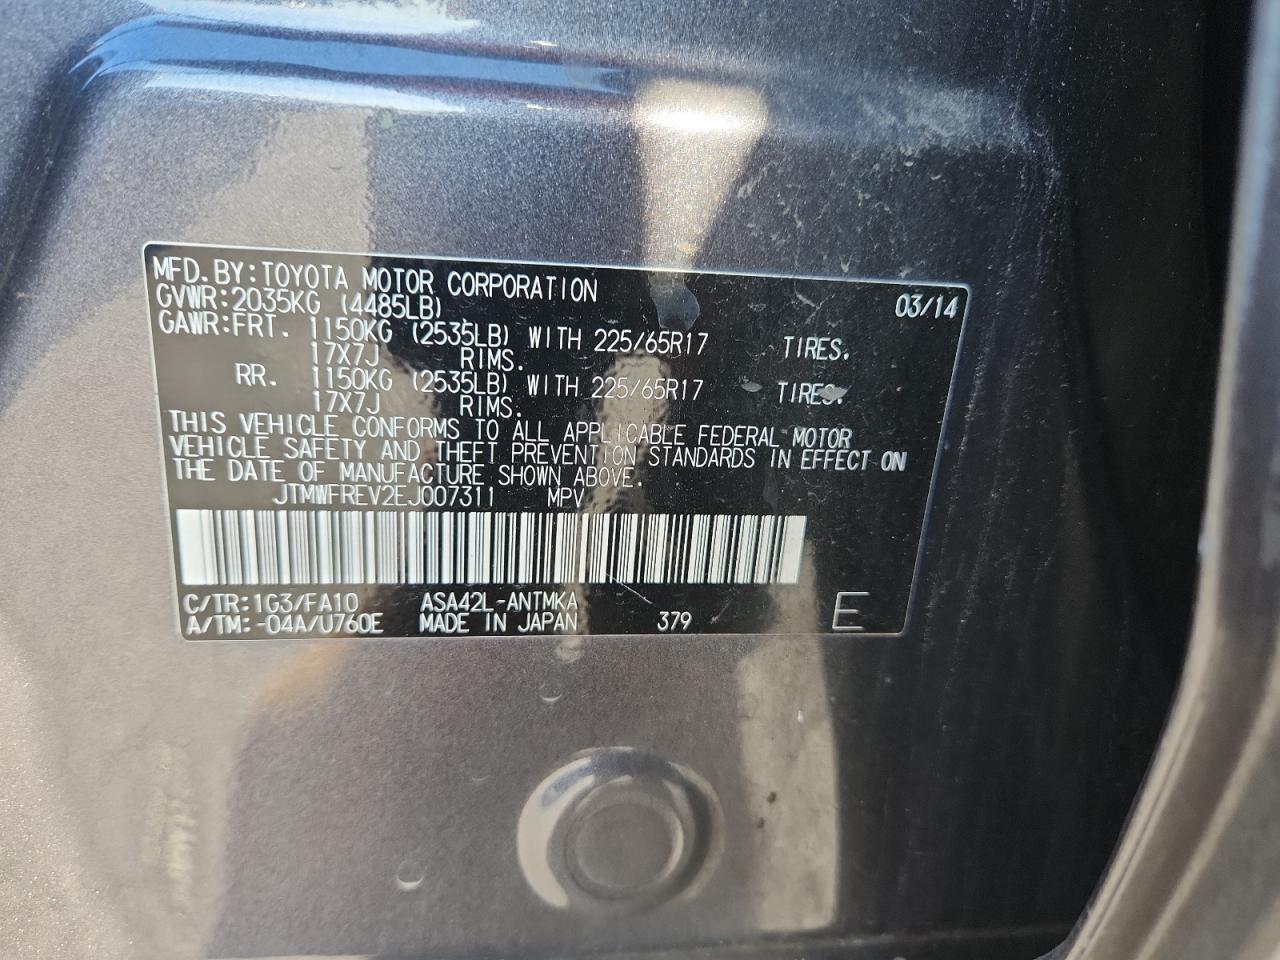 MFD.BY:TOYOTA MOTOR CORPORATION 03/14
GVWR:2035KG (4485LB)
GAWR:FRT. 1150KG (2535LB) WITH 225/65R17 TIRES.
17X7J RIMS.
RR. 1150KG (2535LB) WITH 225/65R17 TIRES.
17X7J RIMS.
THIS VEHICLE CONFORMS TO ALL APPLICABLE FEDERAL MOTOR
VEHICLE SAFETY AND THEFT PREVENTION STANDARDS IN EFFECT ON
THE DATE OF MANUFACTURE SHOWN ABOVE.
JTMWFREV2EJ007311 MPV
C/TR:1G3/FA10 ASA42L-ANTMKA
A/TM:-04A/U760E MADE IN JAPAN 379 E